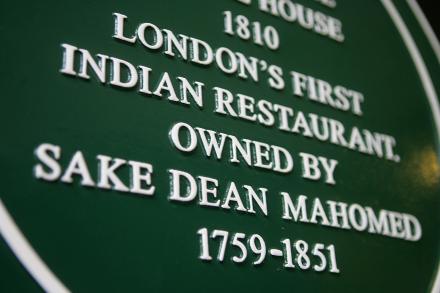 HOUSE
1810
LONDON'S FIRST
INDIAN RESTAURANT.
OWNED BY
SAKE DEAN MAHOMED
1759-1851